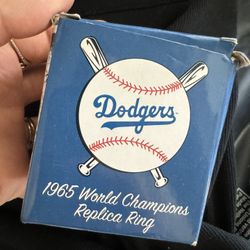 Dodgers
1965 World Champions
Replica Ring